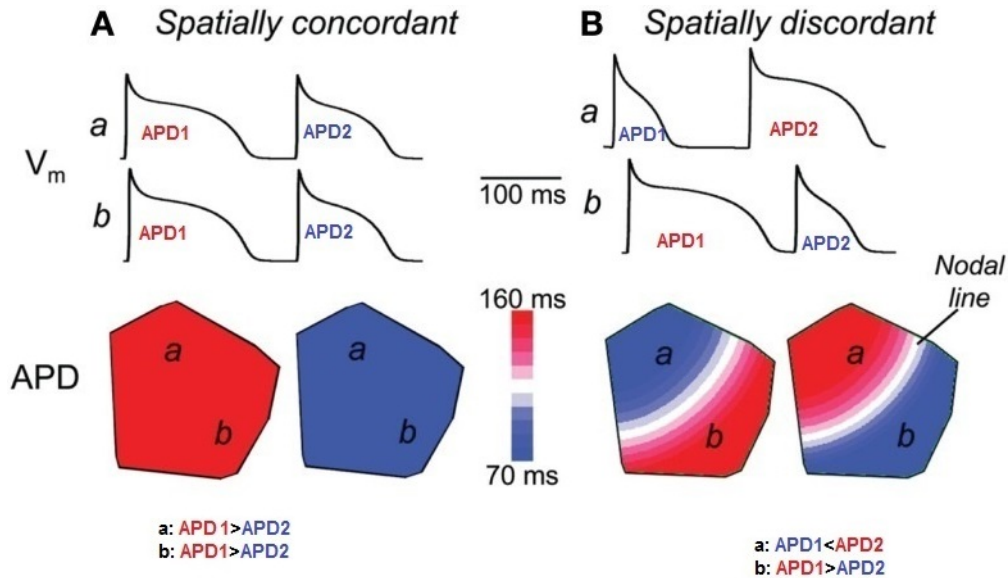 A Spatially concordant
B Spatially discordant
Vm
a
APD1
APD2
b
APD1
APD2
100 ms
a
APD1
APD2
b
APD1
APD2
Nodal
line
APD
a
b
a
b
160 ms
70 ms
a
b
a
b
a: APD1>APD2
b: APD1>APD2
a: APD1<APD2
b: APD1>APD2